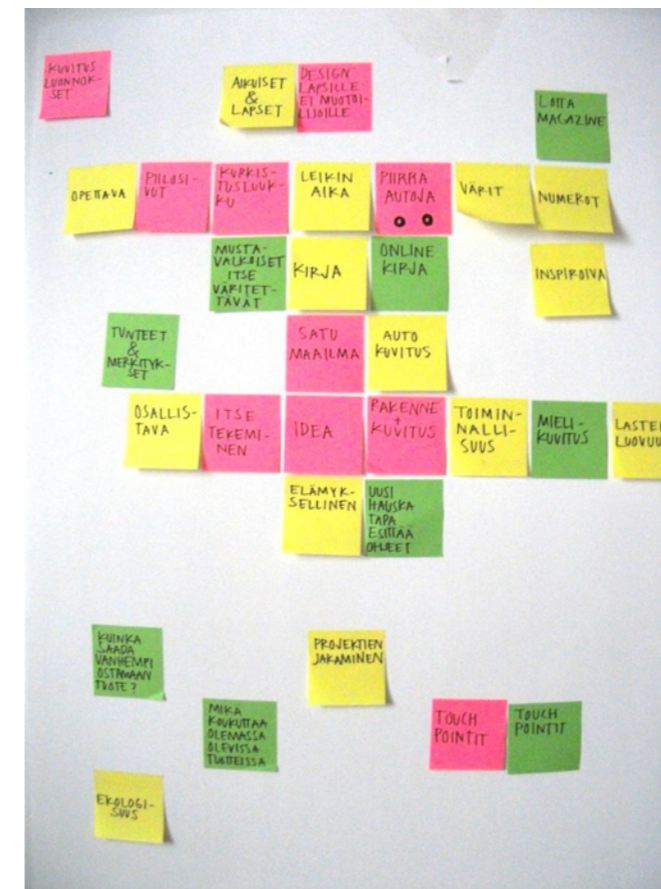 KUVITUS
LUONNOK-
SET
AIKUISET
&
LAPSET
DESIGN
LAPSILLE
EI MUOTOI-
LIJOILLE
LOTTA
MAGAZINE
OPETTAVA
PIILOSI-
VUT
KURKIS-
TUSLUUK-
KU
LEIKIN
AIKA
PIIRRÄ
AUTOJA
VÄRIT
NUMEROT
MUSTA-
VALKOISET
ITSE
VÄRITET-
TÄVÄT
KIRJA
ONLINE
KIRJA
INSPIROIVA
TUNTEET
&
MERKITYK-
SET
SATU
MAAILMA
AUTO
KUVITUS
OSALLIS-
TAVA
ITSE
TEKEMI-
NEN
IDEA
RAKENNE
+
KUVITUS
TOIMIN-
NALLI-
SUUS
MIELI-
KUVITUS
LASTEN
LUOVUU
ELÄMYK-
SELLINEN
UUSI
HAUSKA
TAPA
ESITTÄÄ
OHJEET
KUINKA
SAADA
VANHEMPI
OSTAMAAN
TUOTE?
PROJEKTIEN
JAKAMINEN
MIKÄ
KOUKUTTAA
OLEMASSA
OLEVISSA
TUOTTEISSA
TOUCH
POINTIT
TOUCH
POINTIT
EKOLOGI-
SUUS